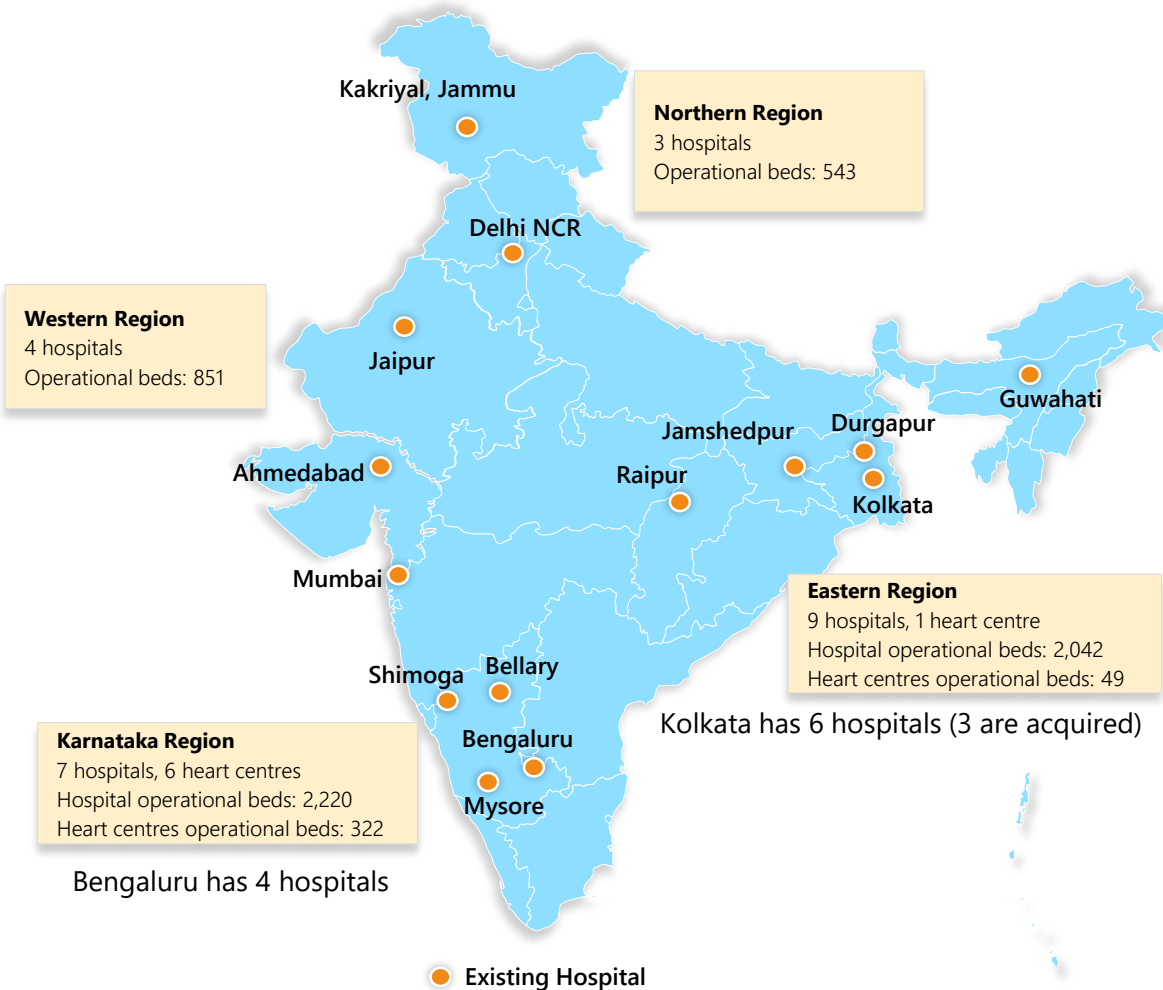 Kakriyal, Jammu
Northern Region
3 hospitals
Operational beds: 543
Delhi NCR
Western Region
4 hospitals
Operational beds: 851
Jaipur
Guwahati
Jamshedpur
Durgapur
Ahmedabad
Raipur
Kolkata
Mumbai
Eastern Region
9 hospitals, 1 heart centre
Hospital operational beds: 2,042
Heart centres operational beds: 49
Shimoga
Bellary
Kolkata has 6 hospitals (3 are acquired)
Karnataka Region
7 hospitals, 6 heart centres
Hospital operational beds: 2,220
Heart centres operational beds: 322
Bengaluru
Mysore
Bengaluru has 4 hospitals
Existing Hospital